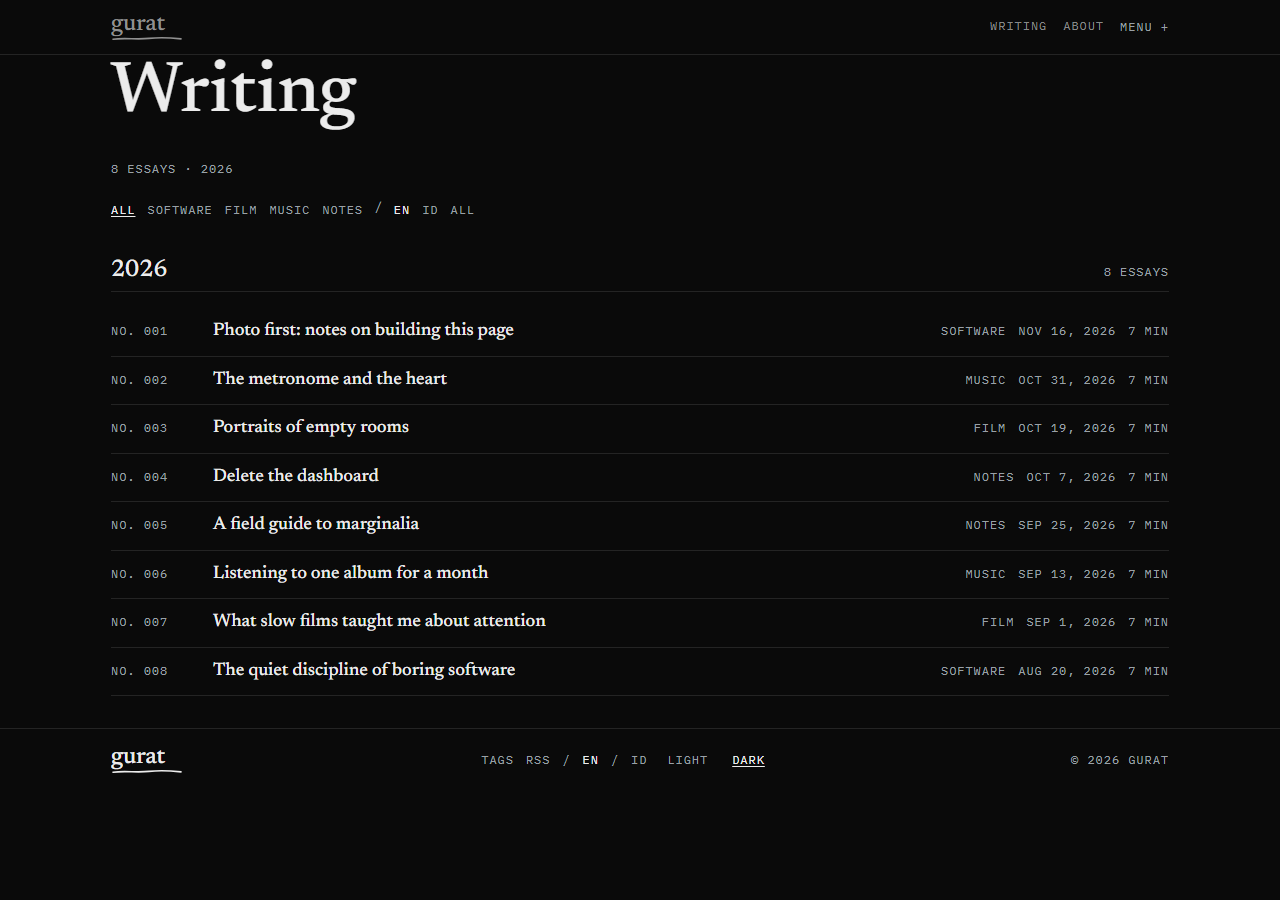 gurat WRITING ABOUT MENU +
Writing
8 ESSAYS · 2026
ALL SOFTWARE FILM MUSIC NOTES / EN ID ALL
2026 8 ESSAYS
NO. 001 Photo first: notes on building this page SOFTWARE NOV 16, 2026 7 MIN
NO. 002 The metronome and the heart MUSIC OCT 31, 2026 7 MIN
NO. 003 Portraits of empty rooms FILM OCT 19, 2026 7 MIN
NO. 004 Delete the dashboard NOTES OCT 7, 2026 7 MIN
NO. 005 A field guide to marginalia NOTES SEP 25, 2026 7 MIN
NO. 006 Listening to one album for a month MUSIC SEP 13, 2026 7 MIN
NO. 007 What slow films taught me about attention FILM SEP 1, 2026 7 MIN
NO. 008 The quiet discipline of boring software SOFTWARE AUG 20, 2026 7 MIN
gurat TAGS RSS / EN / ID LIGHT DARK © 2026 GURAT